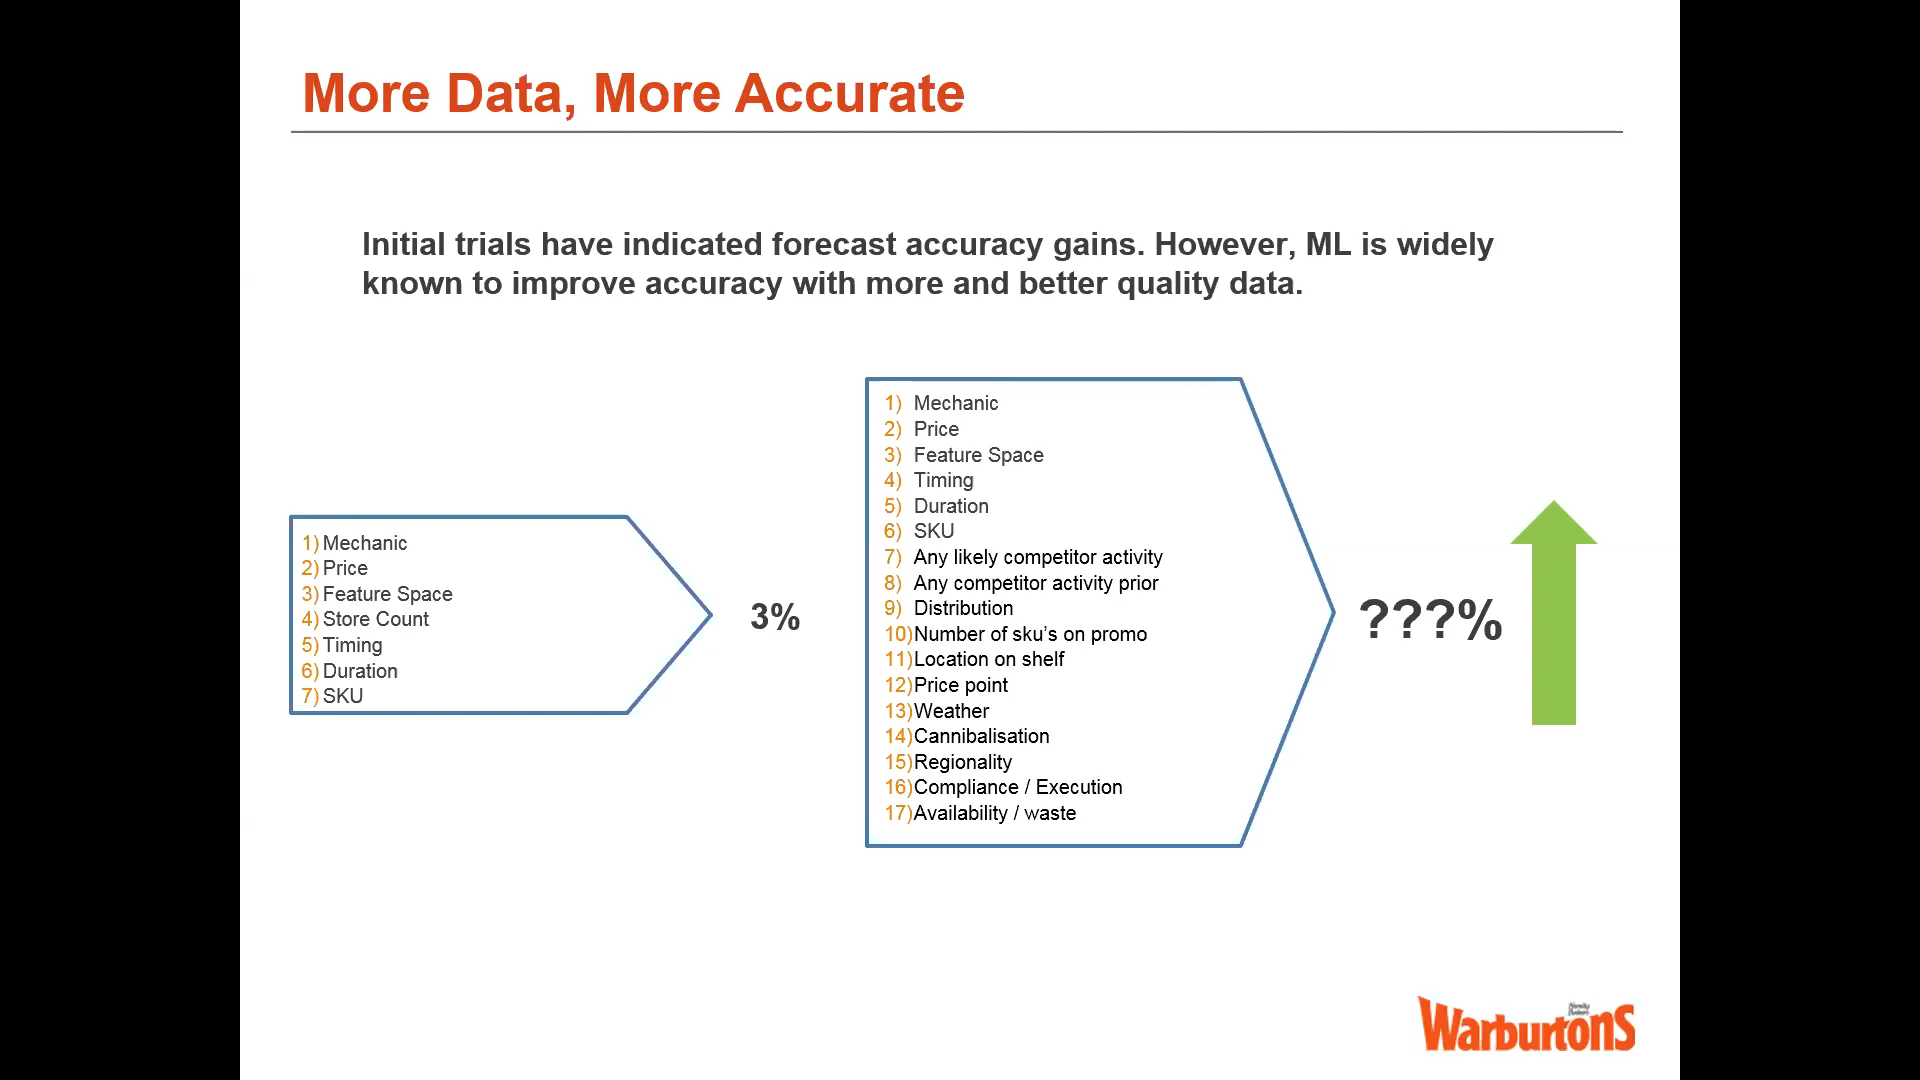 More Data, More Accurate
Initial trials have indicated forecast accuracy gains. However, ML is widely
known to improve accuracy with more and better quality data.
1) Mechanic
2) Price
3) Feature Space
4) Store Count
5) Timing
6) Duration
7) SKU
3%
1) Mechanic
2) Price
3) Feature Space
4) Timing
5) Duration
6) SKU
7) Any likely competitor activity
8) Any competitor activity prior
9) Distribution
10)Number of sku's on promo
11)Location on shelf
12)Price point
13)Weather
14)Cannibalisation
15)Regionality
16)Compliance / Execution
17)Availability / waste
???%
Warburtons